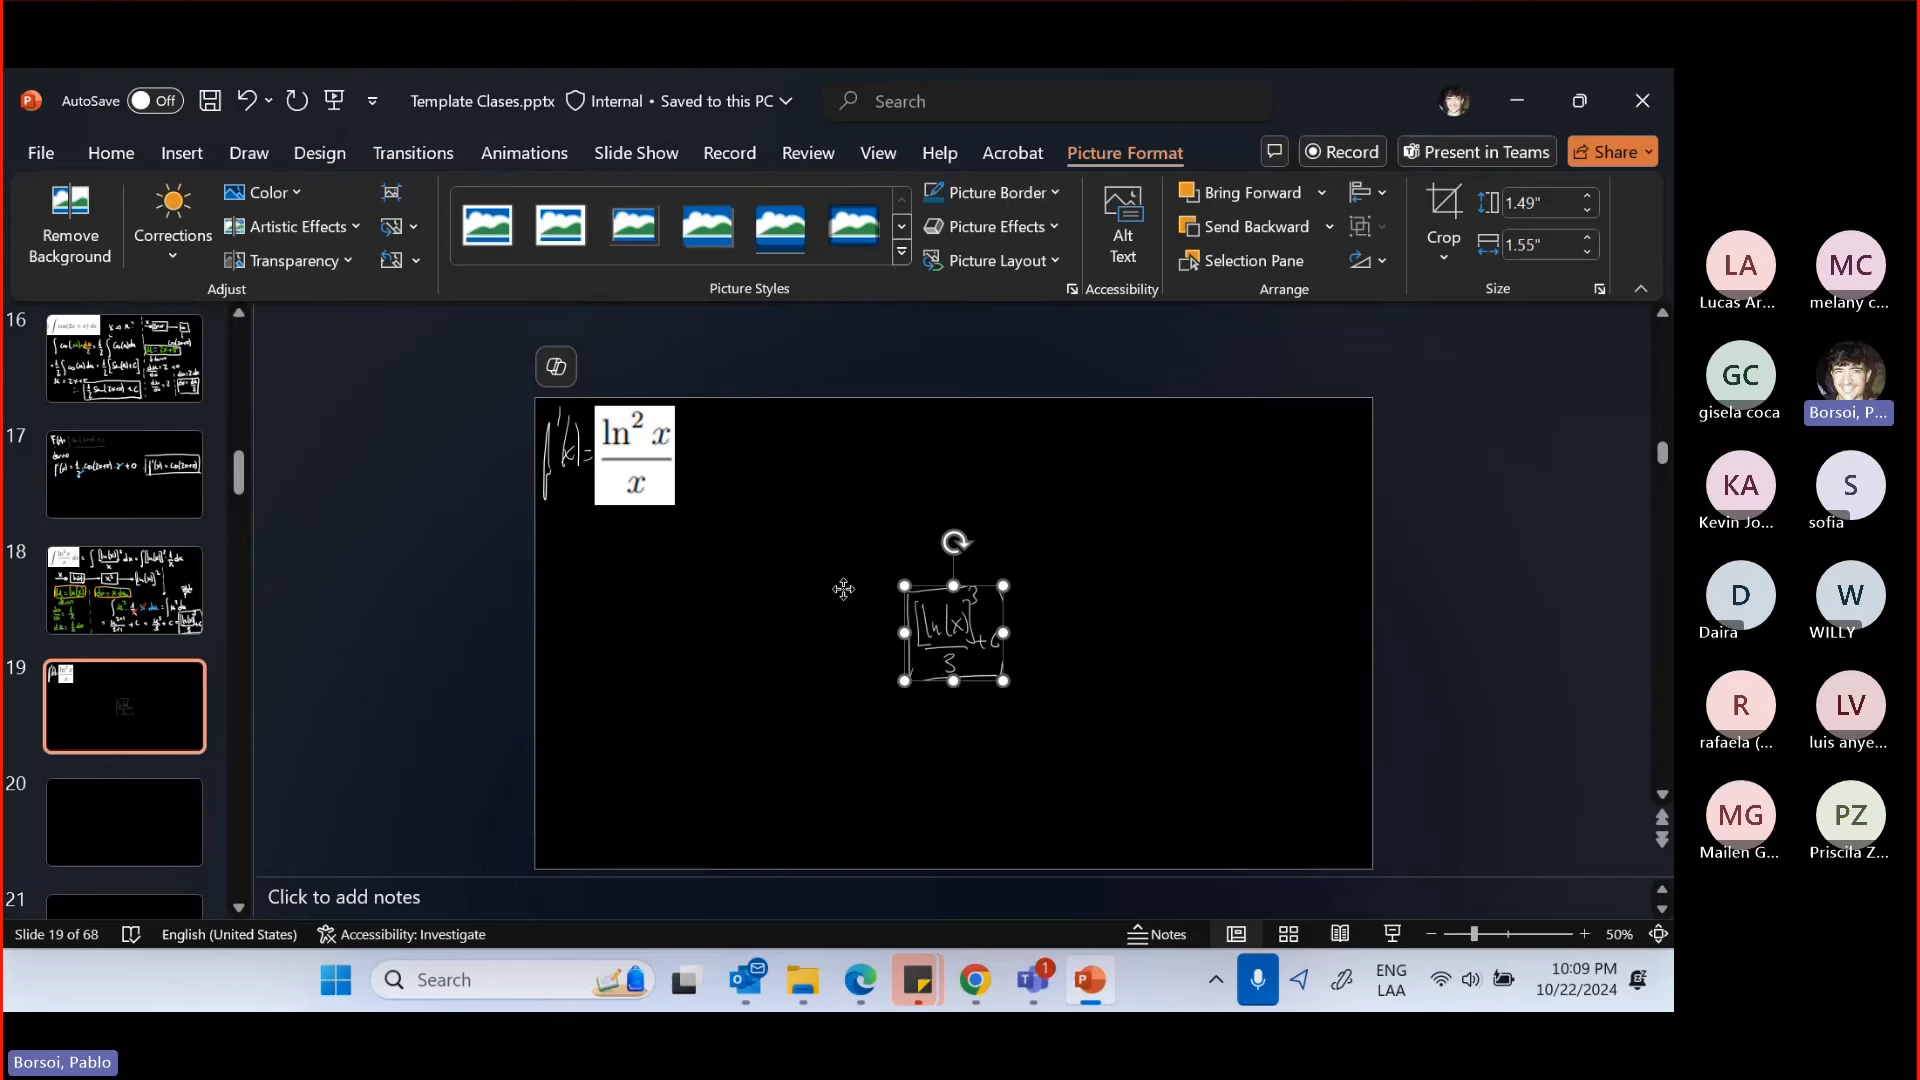 AutoSave Off Template Clases.pptx Internal • Saved to this PC Search
File Home Insert Draw Design Transitions Animations Slide Show Record Review View Help Acrobat Picture Format Record Present in Teams Share
Remove Background
Corrections
Color
Artistic Effects
Transparency
Adjust
Picture Styles
Picture Border
Picture Effects
Picture Layout
Alt Text
Accessibility
Bring Forward
Send Backward
Selection Pane
Arrange
Crop
1.49"
1.55"
Size
16
17
18
19
20
21
f'(x)= ln² x
x
[ln(x)]³ + C
3
Click to add notes
Slide 19 of 68 English (United States) Accessibility: Investigate Notes 50%
Search
1
ENG
LAA
10:09 PM
10/22/2024
LA
Lucas Ar...
MC
melany c...
GC
gisela coca
Borsoi, P...
KA
Kevin Jo...
S
sofia
D
Daira
W
WILLY
R
rafaela (...
LV
luis anye...
MG
Mailen G...
PZ
Priscila Z...
Borsoi, Pablo